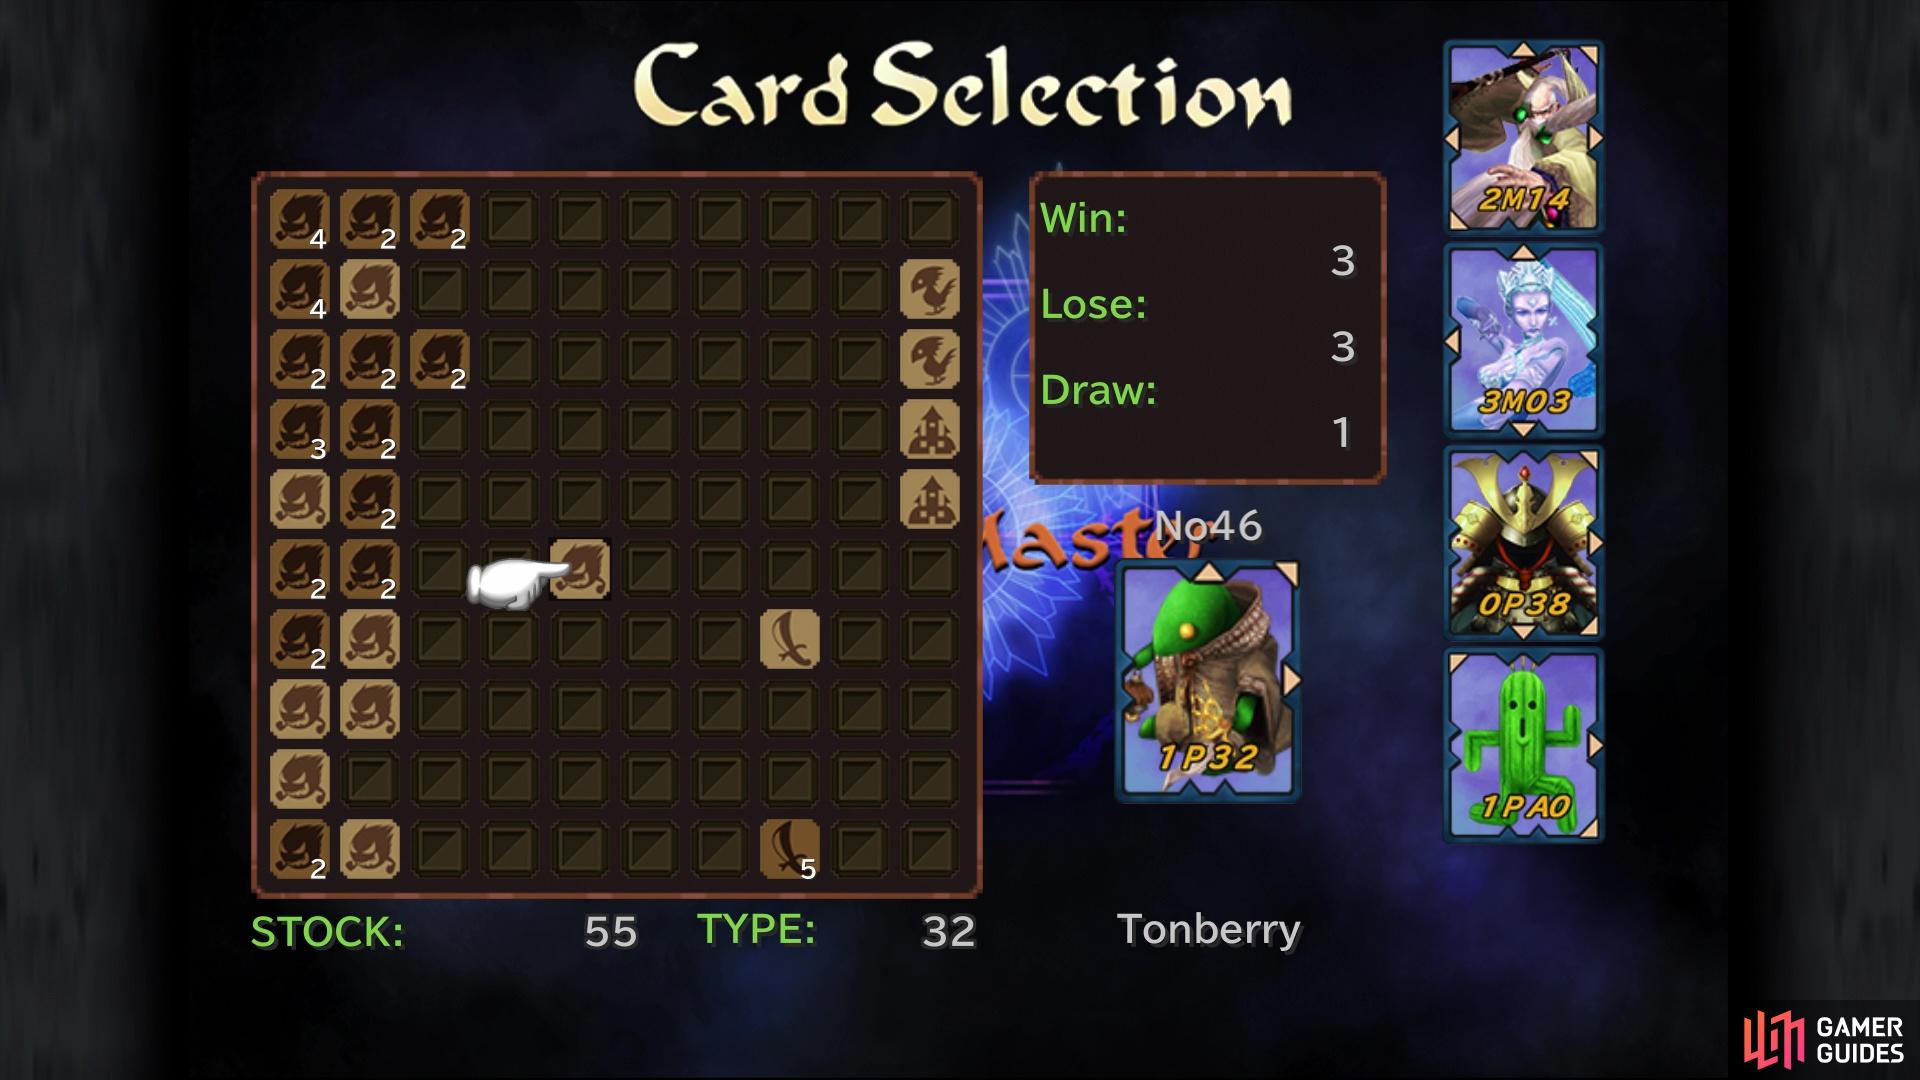 Card Selection
4 2 2
4
2 2 2
3 2
2
2 2
2
2 5
Win:
3
Lose:
3
Draw:
1
Master
No46
1P32
Tonberry
2M14
3M03
0P38
1PA0
STOCK: 55 TYPE: 32
GAMER
GUIDES